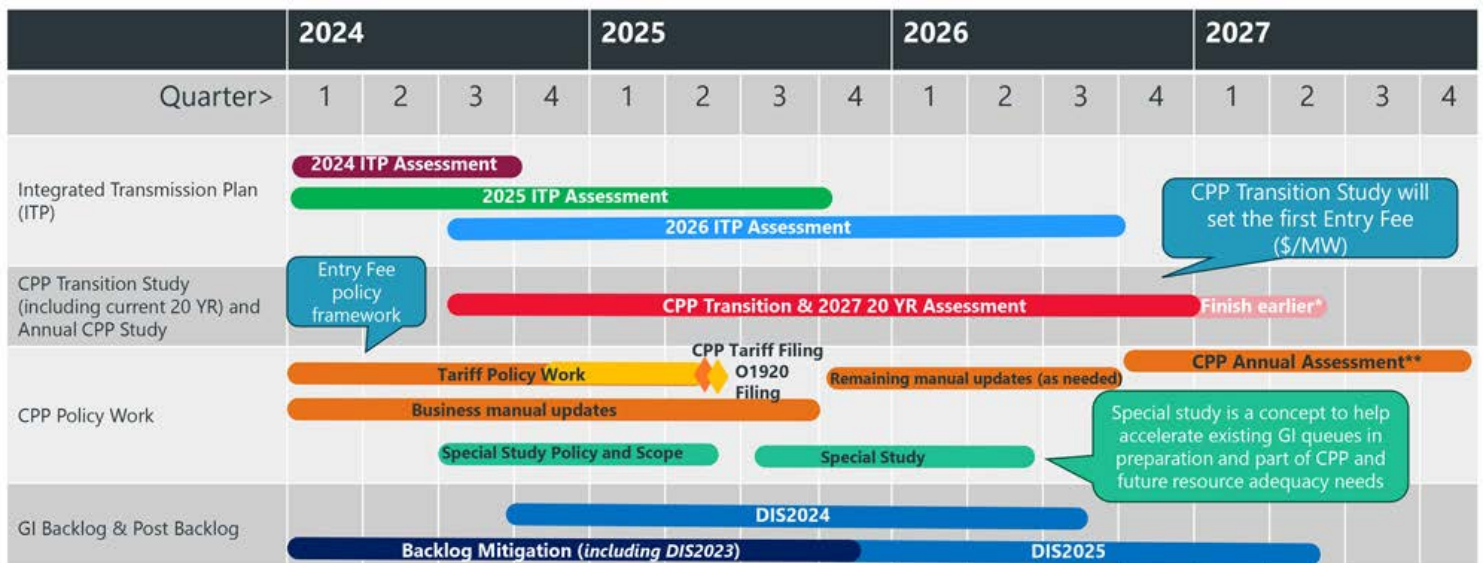 2024 2025 2026 2027
Quarter> 1 2 3 4 1 2 3 4 1 2 3 4 1 2 3 4
Integrated Transmission Plan
(ITP)
2024 ITP Assessment
2025 ITP Assessment
2026 ITP Assessment
CPP Transition Study will
set the first Entry Fee
($/MW)
CPP Transition Study
(including current 20 YR) and
Annual CPP Study
Entry Fee
policy
framework
CPP Transition & 2027 20 YR Assessment
Finish earlier*
CPP Policy Work
Tariff Policy Work
CPP Tariff Filing
O1920
Filing
Remaining manual updates (as needed)
CPP Annual Assessment**
Business manual updates
Special Study Policy and Scope
Special Study
Special study is a concept to help
accelerate existing GI queues in
preparation and part of CPP and
future resource adequacy needs
GI Backlog & Post Backlog
DIS2024
Backlog Mitigation (including DIS2023)
DIS2025